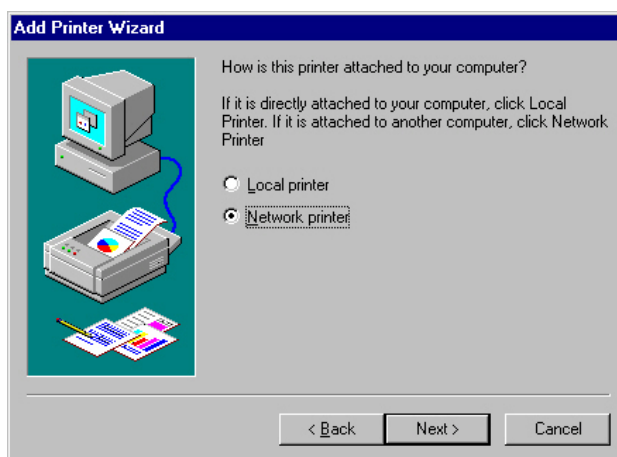 Add Printer Wizard
How is this printer attached to your computer?
If it is directly attached to your computer, click Local
Printer. If it is attached to another computer, click Network
Printer
Local printer
Network printer
< Back
Next >
Cancel